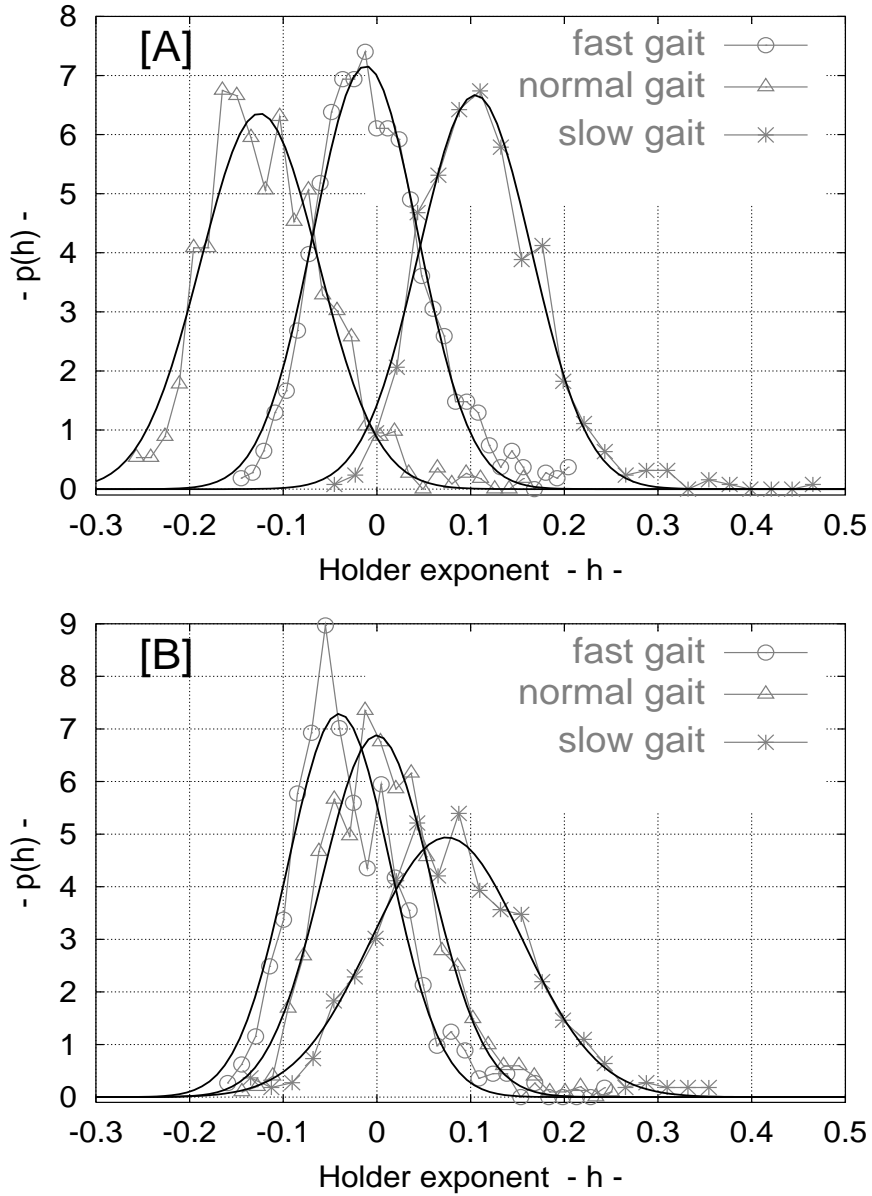 [A]
fast gait
normal gait
slow gait
8
7
6
5
4
3
2
1
0
- p(h) -
-0.3 -0.2 -0.1 0 0.1 0.2 0.3 0.4 0.5
Holder exponent - h -
[B]
fast gait
normal gait
slow gait
9
8
7
6
5
4
3
2
1
0
- p(h) -
-0.3 -0.2 -0.1 0 0.1 0.2 0.3 0.4 0.5
Holder exponent - h -